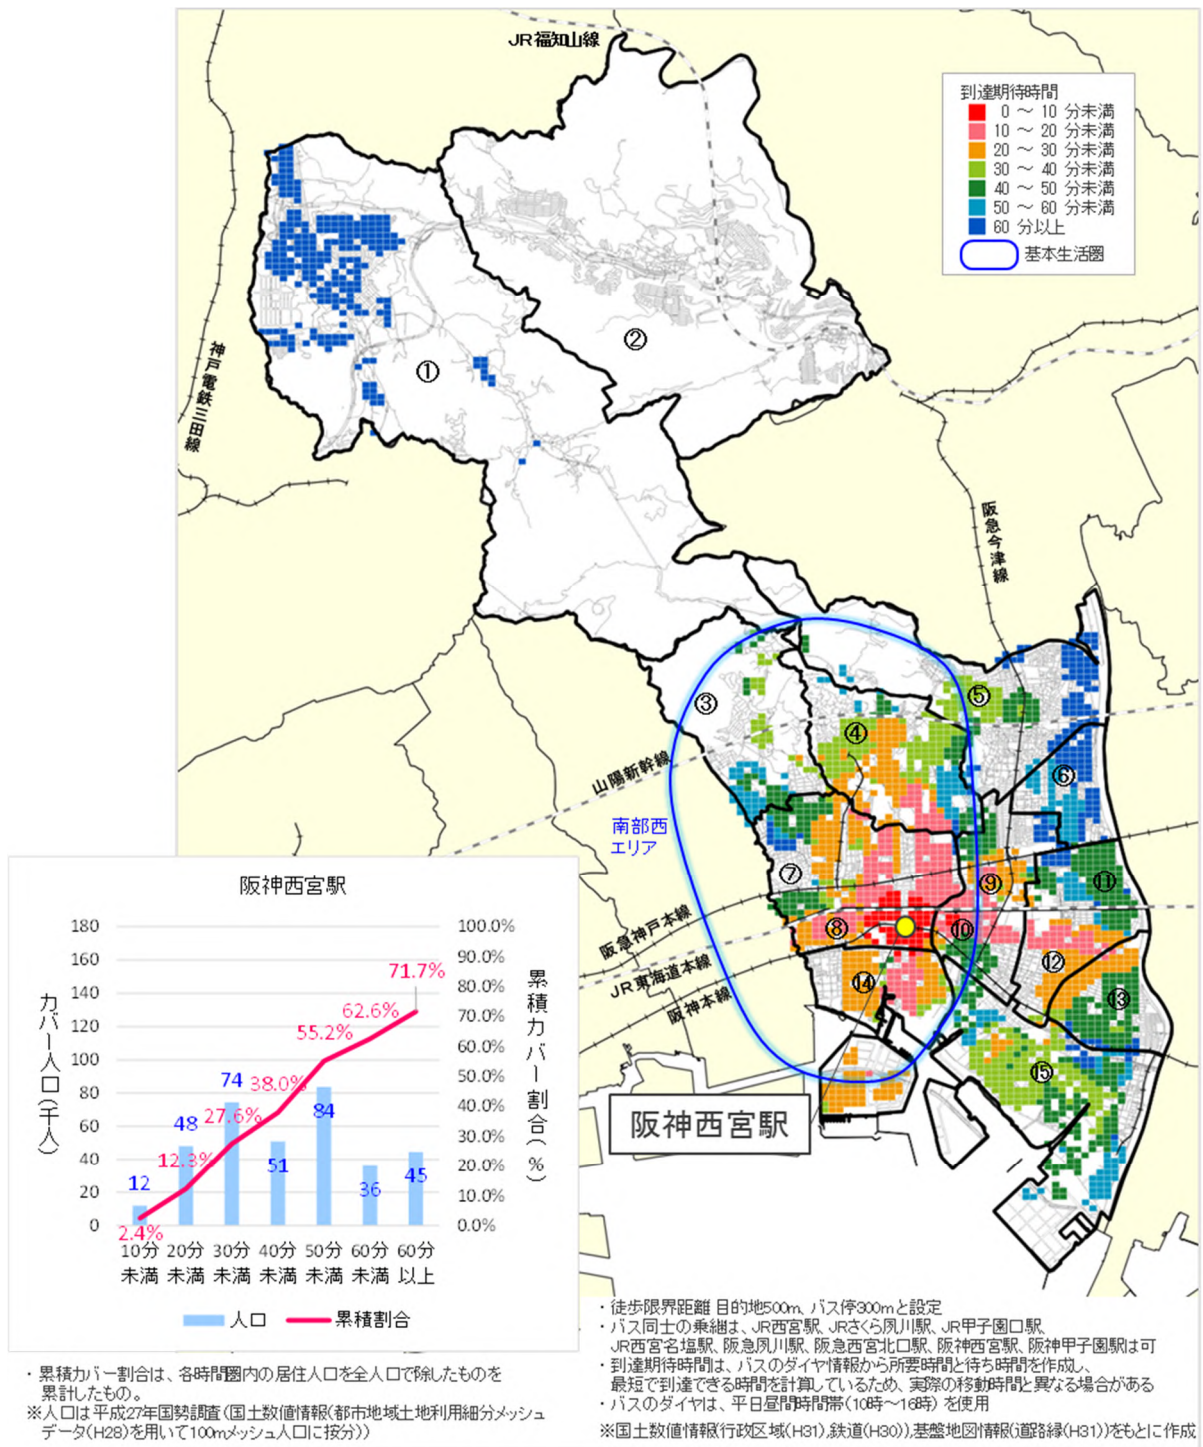 JR福知山線
到達期待時間
0 ～ 10 分未満
10 ～ 20 分未満
20 ～ 30 分未満
30 ～ 40 分未満
40 ～ 50 分未満
50 ～ 60 分未満
60 分以上
基本生活圏
神戸電鉄三田線
①
②
阪急今津線
③
④
⑤
⑥
山陽新幹線
南部西
エリア
⑦
⑧
⑨
⑩
⑪
⑫
⑬
⑭
⑮
阪急神戸本線
JR東海道本線
阪神本線
阪神西宮駅
阪神西宮駅
カバー人口(千人)
180
160
140
120
100
80
60
40
20
0
累積カバー割合(%)
100.0%
90.0%
80.0%
70.0%
60.0%
50.0%
40.0%
30.0%
20.0%
10.0%
0.0%
12
48
74
51
84
36
45
2.4%
12.3%
27.6%
38.0%
55.2%
62.6%
71.7%
10分 20分 30分 40分 50分 60分 60分
未満 未満 未満 未満 未満 未満 以上
人口 累積割合
・累積カバー割合は、各時間圏内の居住人口を全人口で除したものを
累計したもの。
※人口は平成27年国勢調査(国土数値情報(都市地域土地利用細分メッシュ
データ(H28)を用いて100mメッシュ人口に按分))
・徒歩限界距離 目的地500m、バス停300mと設定
・バス同士の乗継は、JR西宮駅、JRさくら夙川駅、JR甲子園口駅、
JR西宮名塩駅、阪急夙川駅、阪急西宮北口駅、阪神西宮駅、阪神甲子園駅は可
・到達期待時間は、バスのダイヤ情報から所要時間と待ち時間を作成し、
最短で到達できる時間を計算しているため、実際の移動時間と異なる場合がある
・バスのダイヤは、平日昼間時間帯(10時～16時)を使用
※国土数値情報(行政区域(H31),鉄道(H30)),基盤地図情報(道路縁(H31))をもとに作成